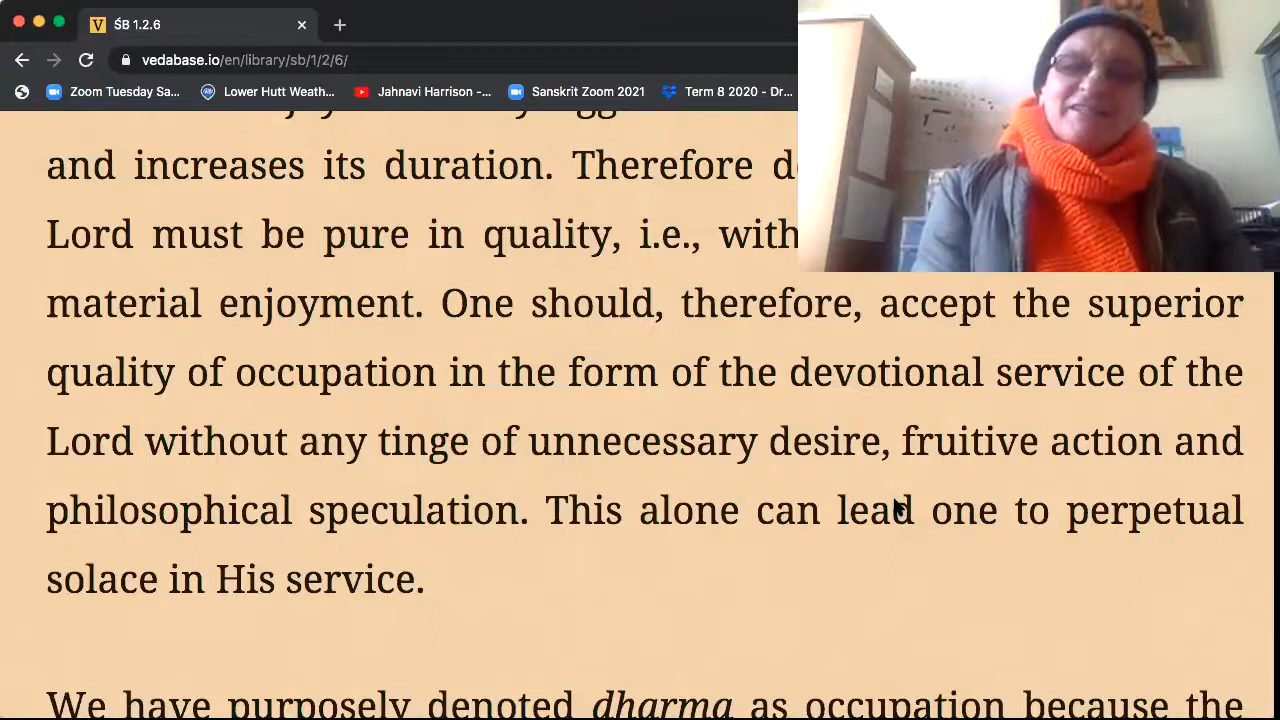 V ŚB 1.2.6
vedabase.io/en/library/sb/1/2/6/
Zoom Tuesday Sa... Lower Hutt Weath... Jahnavi Harrison -... Sanskrit Zoom 2021 Term 8 2020 - Dr...
and increases its duration. Therefore
Lord must be pure in quality, i.e.,
material enjoyment. One should, therefore, accept the superior
quality of occupation in the form of the devotional service of the
Lord without any tinge of unnecessary desire, fruitive action and
philosophical speculation. This alone can lead one to perpetual
solace in His service.
We have purposely denoted dharma as occupation because the